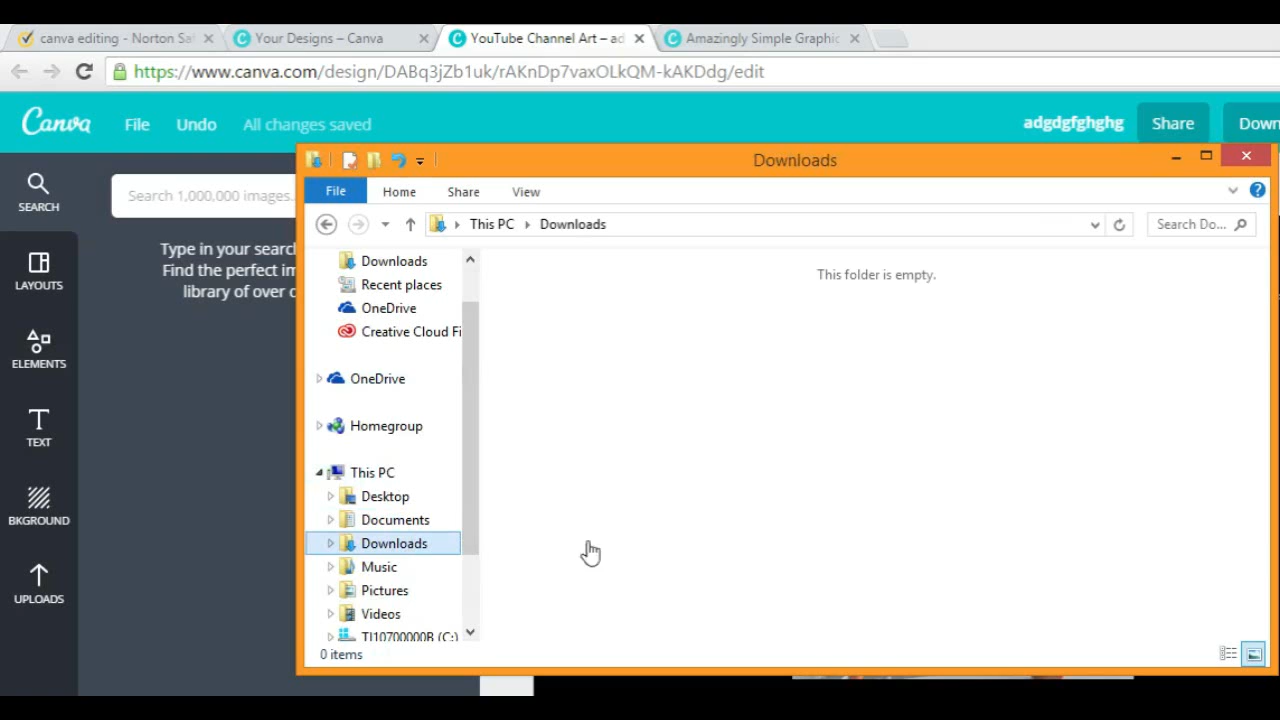 canva editing - Norton Sa
Your Designs – Canva
YouTube Channel Art – ad
Amazingly Simple Graphic
https://www.canva.com/design/DABq3jZb1uk/rAKnDp7vaxOLkQM-kAKDdg/edit
Canva
File
Undo
All changes saved
adgdgfghghg
Share
Down
SEARCH
LAYOUTS
ELEMENTS
TEXT
BKGROUND
UPLOADS
Search 1,000,000 images...
Type in your search
Find the perfect im
library of over
Downloads
File
Home
Share
View
This PC
Downloads
Search Do...
Downloads
Recent places
OneDrive
Creative Cloud Fi
OneDrive
Homegroup
This PC
Desktop
Documents
Downloads
Music
Pictures
Videos
TI10700000B (C:)
This folder is empty.
0 items